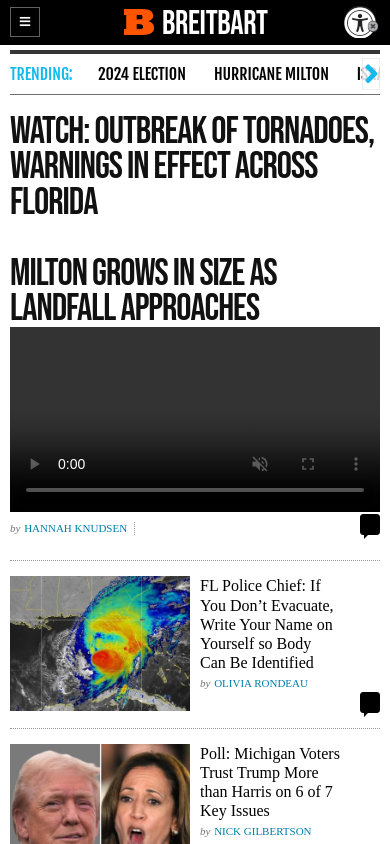 BREITBART
TRENDING:
2024 ELECTION
HURRICANE MILTON
WATCH: OUTBREAK OF TORNADOES,
WARNINGS IN EFFECT ACROSS
FLORIDA
MILTON GROWS IN SIZE AS
LANDFALL APPROACHES
0:00
by HANNAH KNUDSEN
FL Police Chief: If
You Don’t Evacuate,
Write Your Name on
Yourself so Body
Can Be Identified
by OLIVIA RONDEAU
Poll: Michigan Voters
Trust Trump More
than Harris on 6 of 7
Key Issues
by NICK GILBERTSON